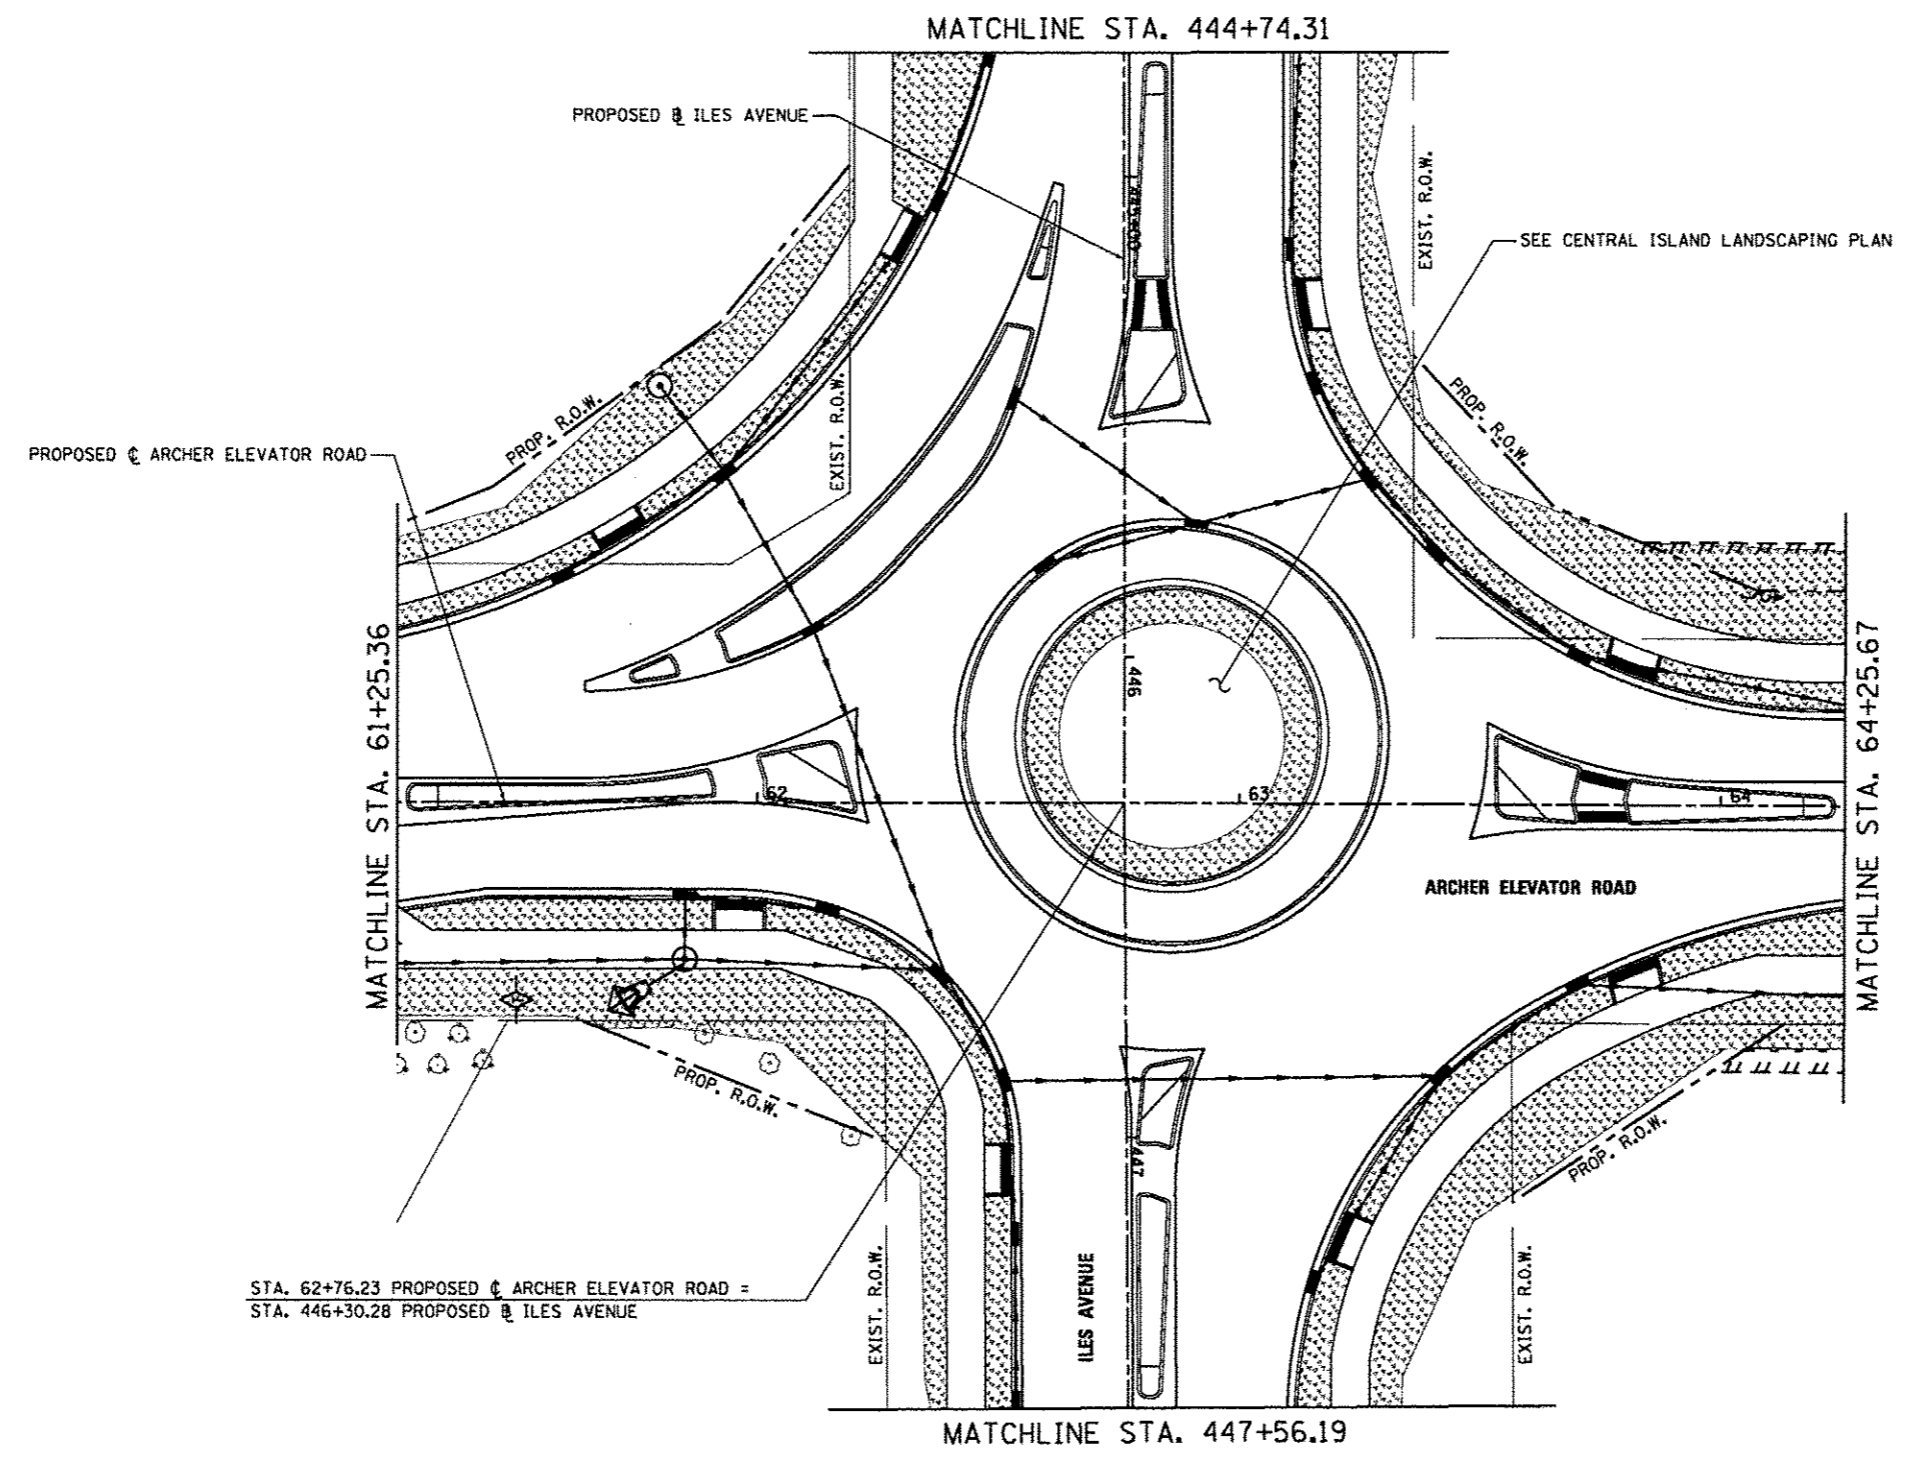 MATCHLINE STA. 444+74.31
PROPOSED ⅊ ILES AVENUE
445+00
EXIST. R.O.W.
SEE CENTRAL ISLAND LANDSCAPING PLAN
PROP. R.O.W.
EXIST. R.O.W.
PROP. R.O.W.
PROPOSED ℄ ARCHER ELEVATOR ROAD
MATCHLINE STA. 61+25.36
446
62
63
64
MATCHLINE STA. 64+25.67
ARCHER ELEVATOR ROAD
PROP. R.O.W.
447
PROP. R.O.W.
STA. 62+76.23 PROPOSED ℄ ARCHER ELEVATOR ROAD =
STA. 446+30.28 PROPOSED ⅊ ILES AVENUE
EXIST. R.O.W.
ILES AVENUE
EXIST. R.O.W.
MATCHLINE STA. 447+56.19